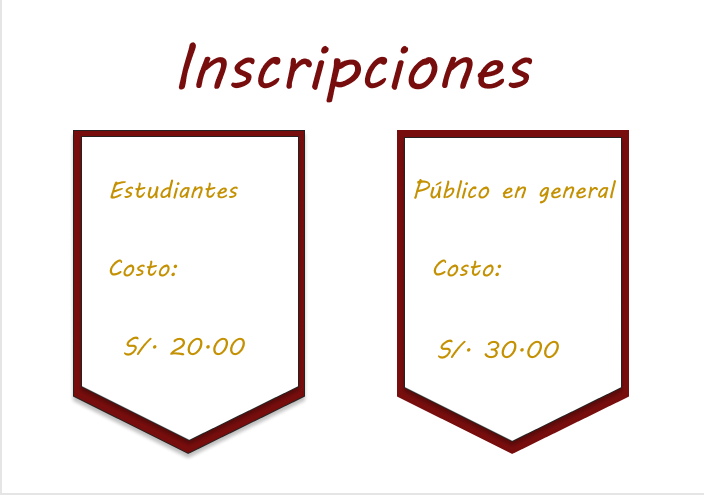 Inscripciones
Estudiantes
Costo:
S/. 20.00
Público en general
Costo:
S/. 30.00